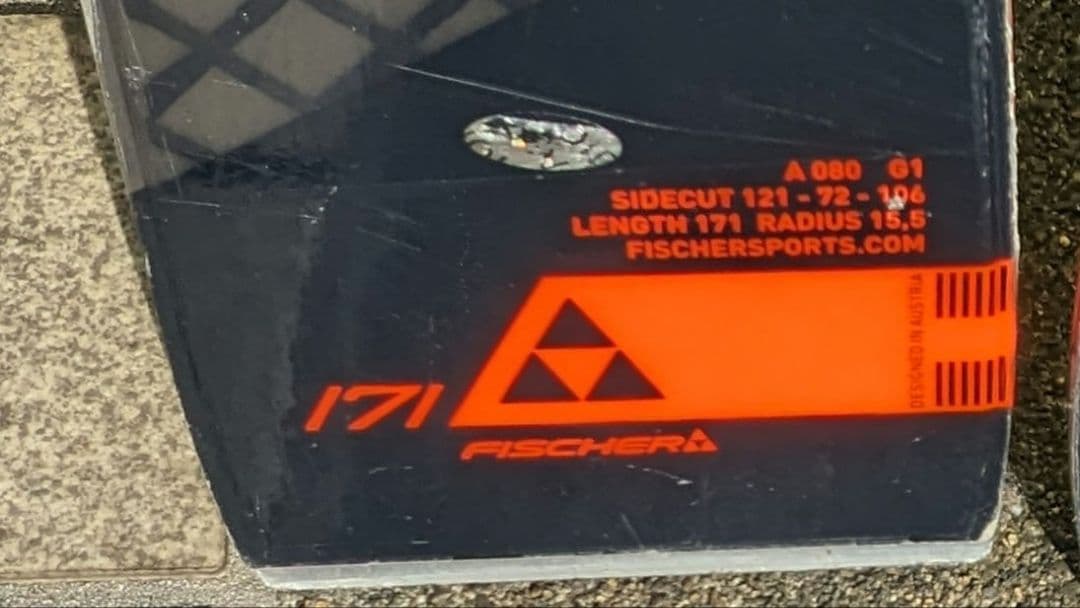 A 080 G1
SIDECUT 121 - 72 - 106
LENGTH 171 RADIUS 15,5
FISCHERSPORTS.COM
DESIGNED IN AUSTRIA
171
FISCHER